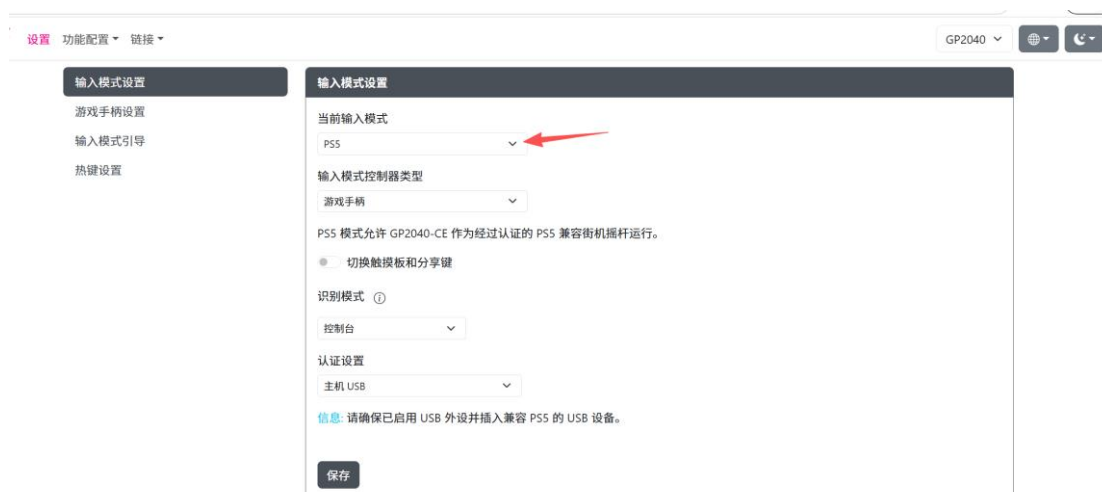 设置 功能配置 链接 GP2040
输入模式设置
游戏手柄设置
输入模式引导
热键设置
输入模式设置
当前输入模式
PS5
输入模式控制器类型
游戏手柄
PS5 模式允许 GP2040-CE 作为经过认证的 PS5 兼容街机摇杆运行。
切换触摸板和分享键
识别模式
控制台
认证设置
主机 USB
信息: 请确保已启用 USB 外设并插入兼容 PS5 的 USB 设备。
保存